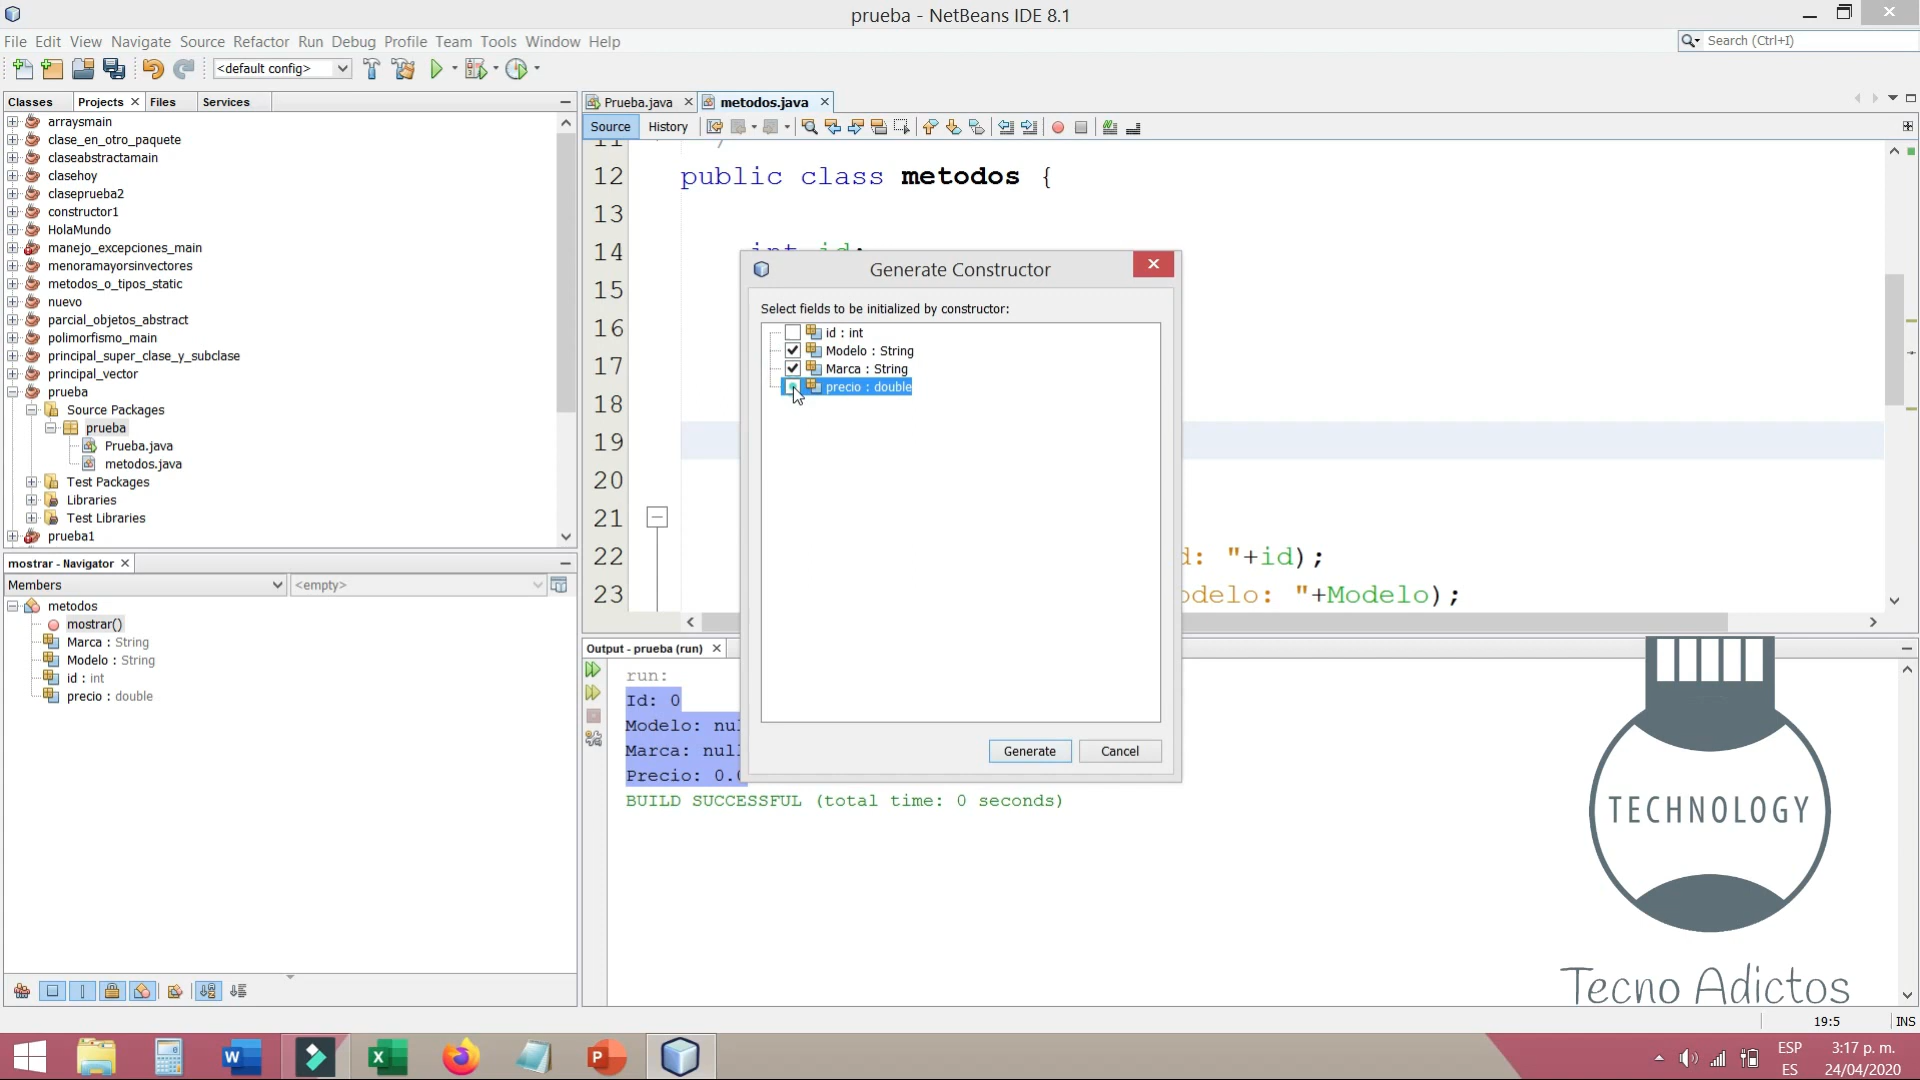 prueba - NetBeans IDE 8.1
File Edit View Navigate Source Refactor Run Debug Profile Team Tools Window Help
Search (Ctrl+I)
<default config>
Classes
Projects
Files
Services
arraysmain
clase_en_otro_paquete
claseabstractamain
clasehoy
claseprueba2
constructor1
HolaMundo
manejo_excepciones_main
menoramayorsinvectores
metodos_o_tipos_static
nuevo
parcial_objetos_abstract
polimorfismo_main
principal_super_clase_y_subclase
principal_vector
prueba
Source Packages
prueba
Prueba.java
metodos.java
Test Packages
Libraries
Test Libraries
prueba1
mostrar - Navigator
Members
<empty>
metodos
mostrar()
Marca : String
Modelo : String
id : int
precio : double
Prueba.java
metodos.java
Source
History
11
12 public class metodos {
13
14 int id;
15
16
17
18
19
20
21
22 d: "+id);
23 odelo: "+Modelo);
Generate Constructor
Select fields to be initialized by constructor:
id : int
Modelo : String
Marca : String
precio : double
Generate
Cancel
Output - prueba (run)
run:
Id: 0
Modelo: nul
Marca: null
Precio: 0.0
BUILD SUCCESSFUL (total time: 0 seconds)
TECHNOLOGY
Tecno Adictos
19:5
INS
ESP
ES
3:17 p. m.
24/04/2020